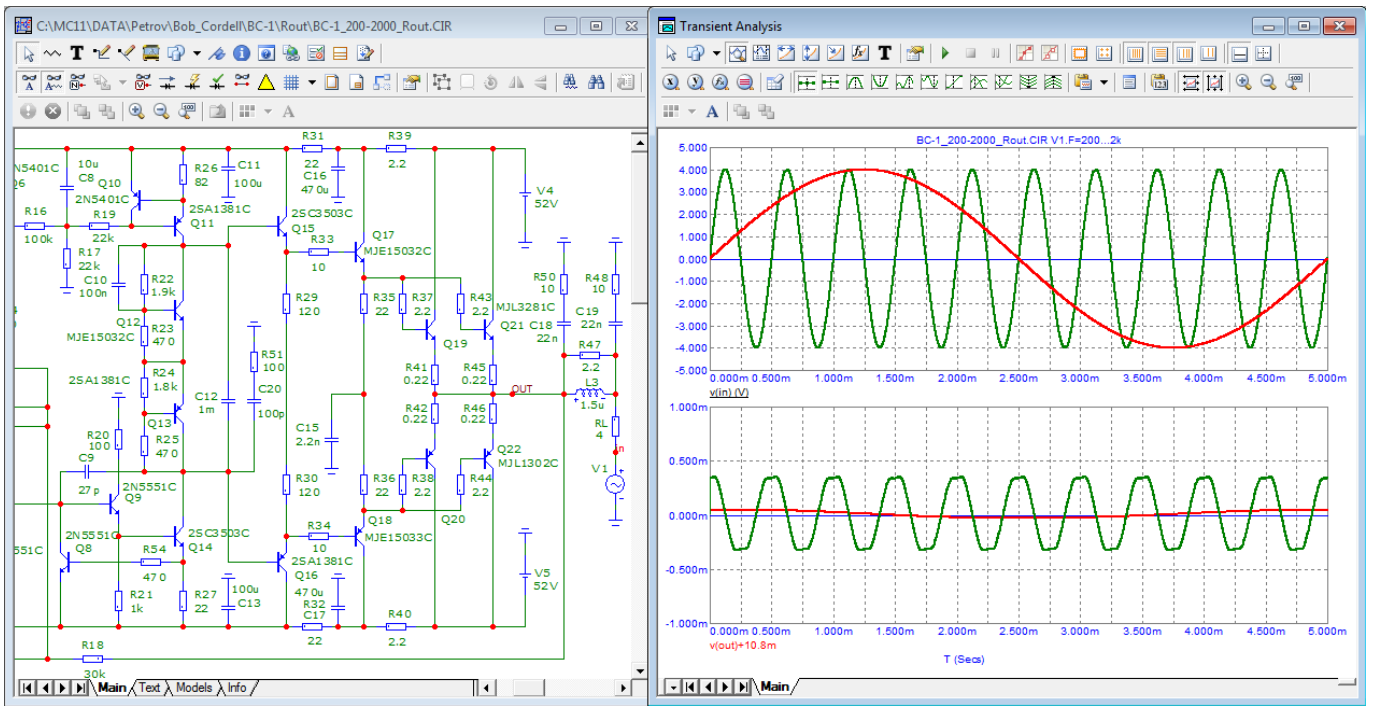 C:\MC11\DATA\Petrov\Bob_Cordell\BC-1\Rout\BC-1_200-2000_Rout.CIR
R31
22
C16
470u
R39
2.2
2N5401C
10u
C8
Q10
2N5401C
R26
82
C11
100u
V4
52V
R16
100k
R19
22k
2SA1381C
Q11
2SC3503C
Q15
R33
10
Q17
MJE15032C
R17
22k
C10
100n
R22
1.9k
R29
120
R35
22
R37
2.2
R43
2.2
R50
10
R48
10
MJL3281C
Q21
C18
22n
C19
22n
Q12
MJE15032C
R23
470
Q19
R47
2.2
R51
100
2SA1381C
R24
1.8k
C12
1m
C20
100p
R41
0.22
R45
0.22
OUT
L3
1.5u
R42
0.22
R46
0.22
RL
4
Q13
R25
470
R20
100
C15
2.2n
Q22
MJL1302C
in
V1
C9
27p
2N5551C
Q9
R30
120
R36
22
R38
2.2
R44
2.2
Q18
Q20
MJE15033C
2N5551C
Q8
R54
470
2SC3503C
Q14
R34
10
2SA1381C
Q16
470u
R32
C17
22
V5
52V
R21
1k
R27
22
100u
C13
R40
2.2
R18
30k
Main Text Models Info
Transient Analysis
BC-1_200-2000_Rout.CIR V1.F=200...2k
5.000
4.000
3.000
2.000
1.000
0.000
-1.000
-2.000
-3.000
-4.000
-5.000
0.000m 0.500m 1.000m 1.500m 2.000m 2.500m 3.000m 3.500m 4.000m 4.500m 5.000m
v(in) (V)
1.000m
0.500m
0.000m
-0.500m
-1.000m
0.000m 0.500m 1.000m 1.500m 2.000m 2.500m 3.000m 3.500m 4.000m 4.500m 5.000m
v(out)+10.8m
T (Secs)
Main